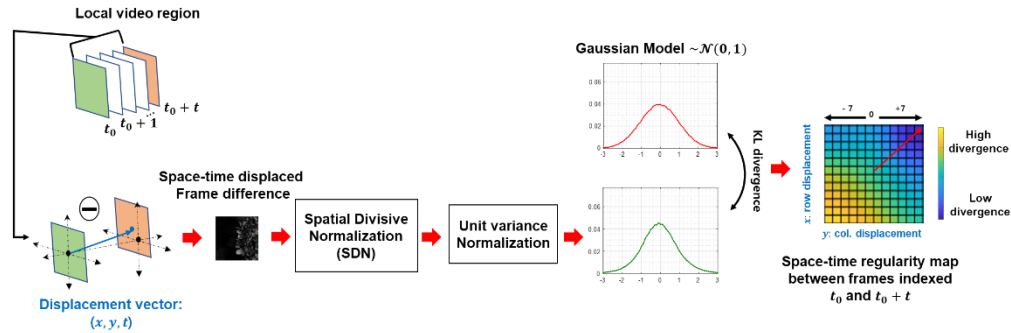 Local video region
t₀
t₀ + 1
...
t₀ + t
Displacement vector:
(x, y, t)
Space-time displaced
Frame difference
Spatial Divisive
Normalization
(SDN)
Unit variance
Normalization
Gaussian Model ~𝒩(0, 1)
0.06
0.04
0.02
0
-3 -2 -1 0 1 2 3
0.06
0.04
0.02
0
-3 -2 -1 0 1 2 3
KL divergence
- 7 0 +7
x: row displacement
y: col. displacement
High
divergence
Low
divergence
Space-time regularity map
between frames indexed
t₀ and t₀ + t